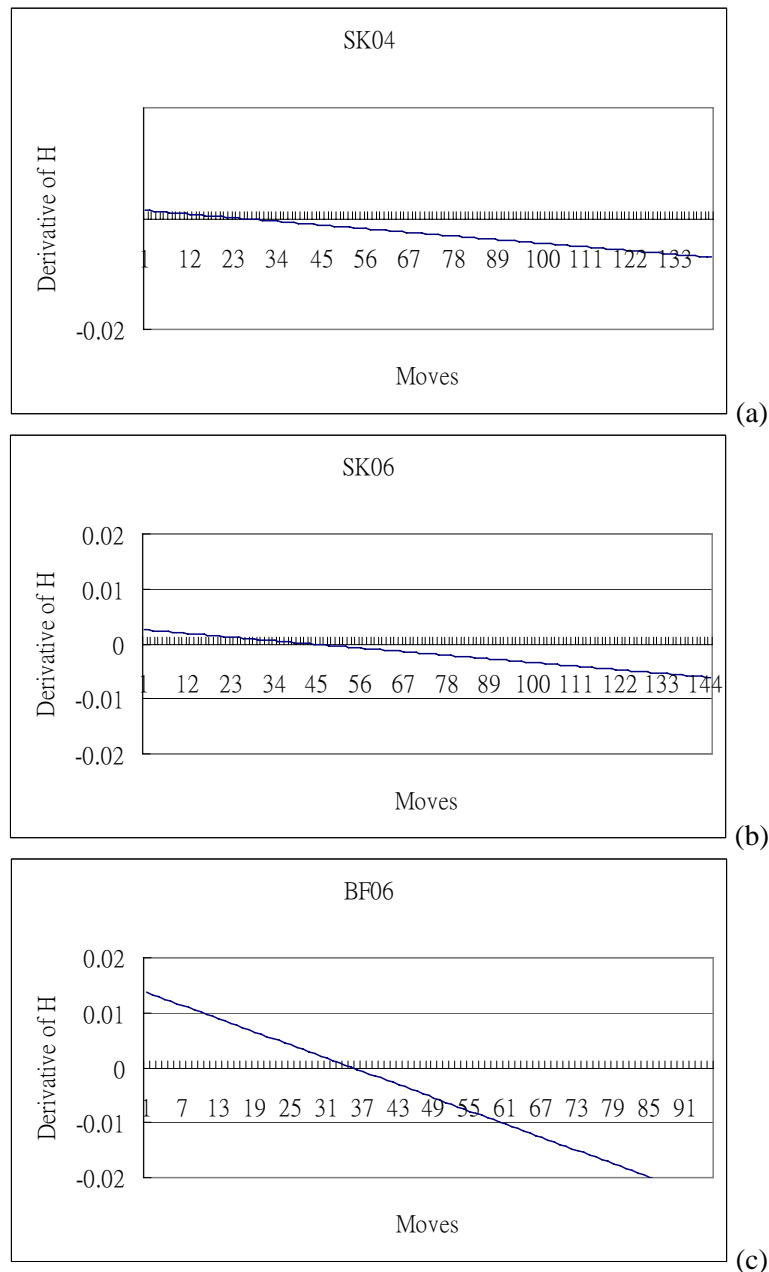 SK04
Derivative of H
1 12 23 34 45 56 67 78 89 100 111 122 133
-0.02
Moves
(a)
SK06
0.02
0.01
Derivative of H
0
1 12 23 34 45 56 67 78 89 100 111 122 133 144
-0.01
-0.02
Moves
(b)
BF06
0.02
0.01
Derivative of H
0
1 7 13 19 25 31 37 43 49 55 61 67 73 79 85 91
-0.01
-0.02
Moves
(c)